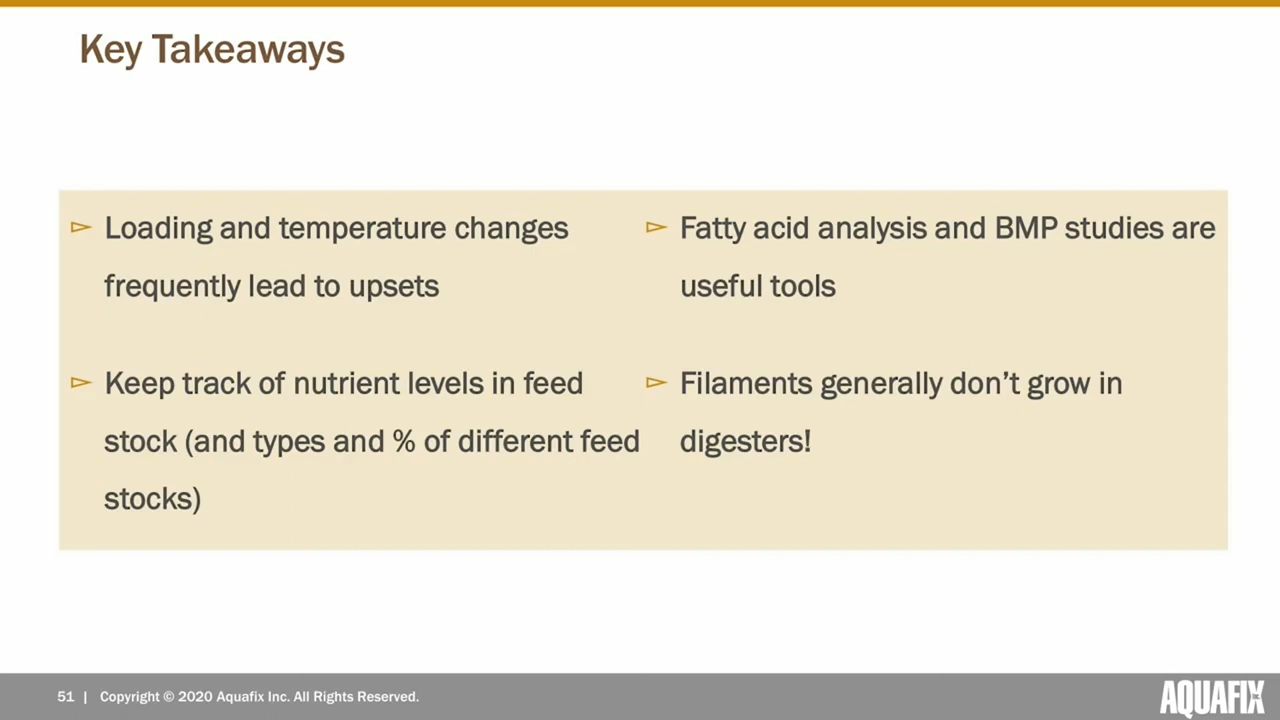 Key Takeaways
▻ Loading and temperature changes
frequently lead to upsets
▻ Keep track of nutrient levels in feed
stock (and types and % of different feed
stocks)
▻ Fatty acid analysis and BMP studies are
useful tools
▻ Filaments generally don’t grow in
digesters!
51 | Copyright © 2020 Aquafix Inc. All Rights Reserved.
AQUAFIX INC.